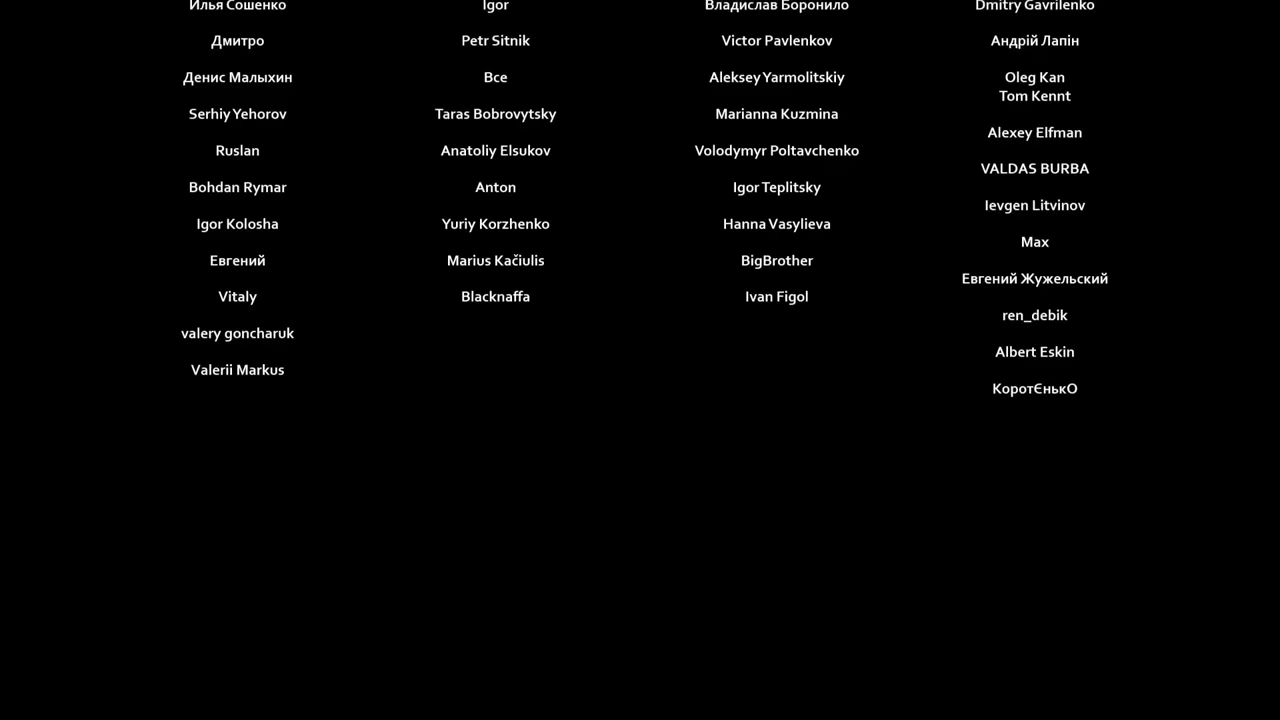 Илья Сошенко
Дмитро
Денис Малыхин
Serhiy Yehorov
Ruslan
Bohdan Rymar
Igor Kolosha
Евгений
Vitaly
valery goncharuk
Valerii Markus
Igor
Petr Sitnik
Все
Taras Bobrovytsky
Anatoliy Elsukov
Anton
Yuriy Korzhenko
Marius Kačiulis
Blacknaffa
Владислав Боронило
Victor Pavlenkov
Aleksey Yarmolitskiy
Marianna Kuzmina
Volodymyr Poltavchenko
Igor Teplitsky
Hanna Vasylieva
BigBrother
Ivan Figol
Dmitry Gavrilenko
Андрій Лапін
Oleg Kan
Tom Kennt
Alexey Elfman
VALDAS BURBA
Ievgen Litvinov
Max
Евгений Жужельский
ren_debik
Albert Eskin
КоротЄнькО